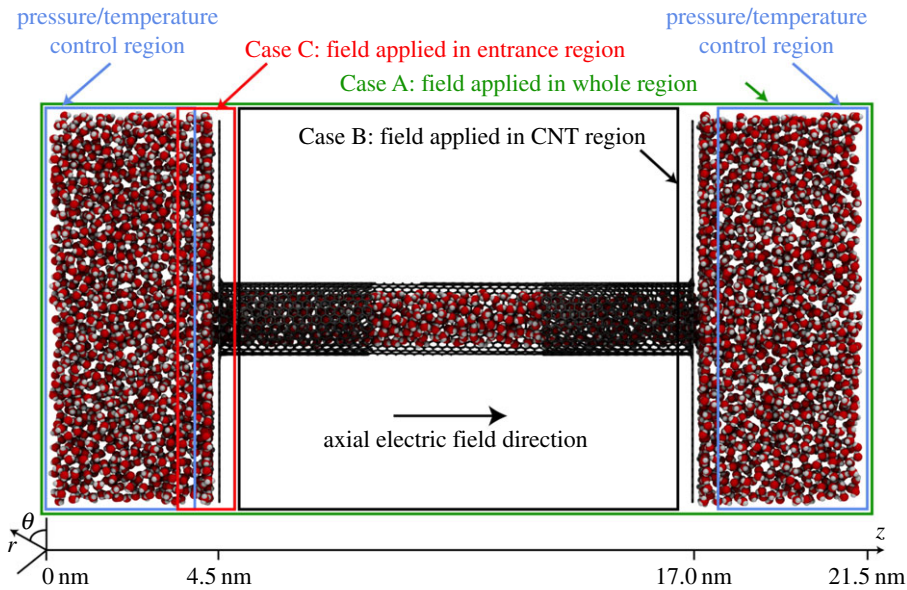 pressure/temperature
control region
pressure/temperature
control region
Case C: field applied in entrance region
Case A: field applied in whole region
Case B: field applied in CNT region
axial electric field direction
θ
r
z
0 nm
4.5 nm
17.0 nm
21.5 nm